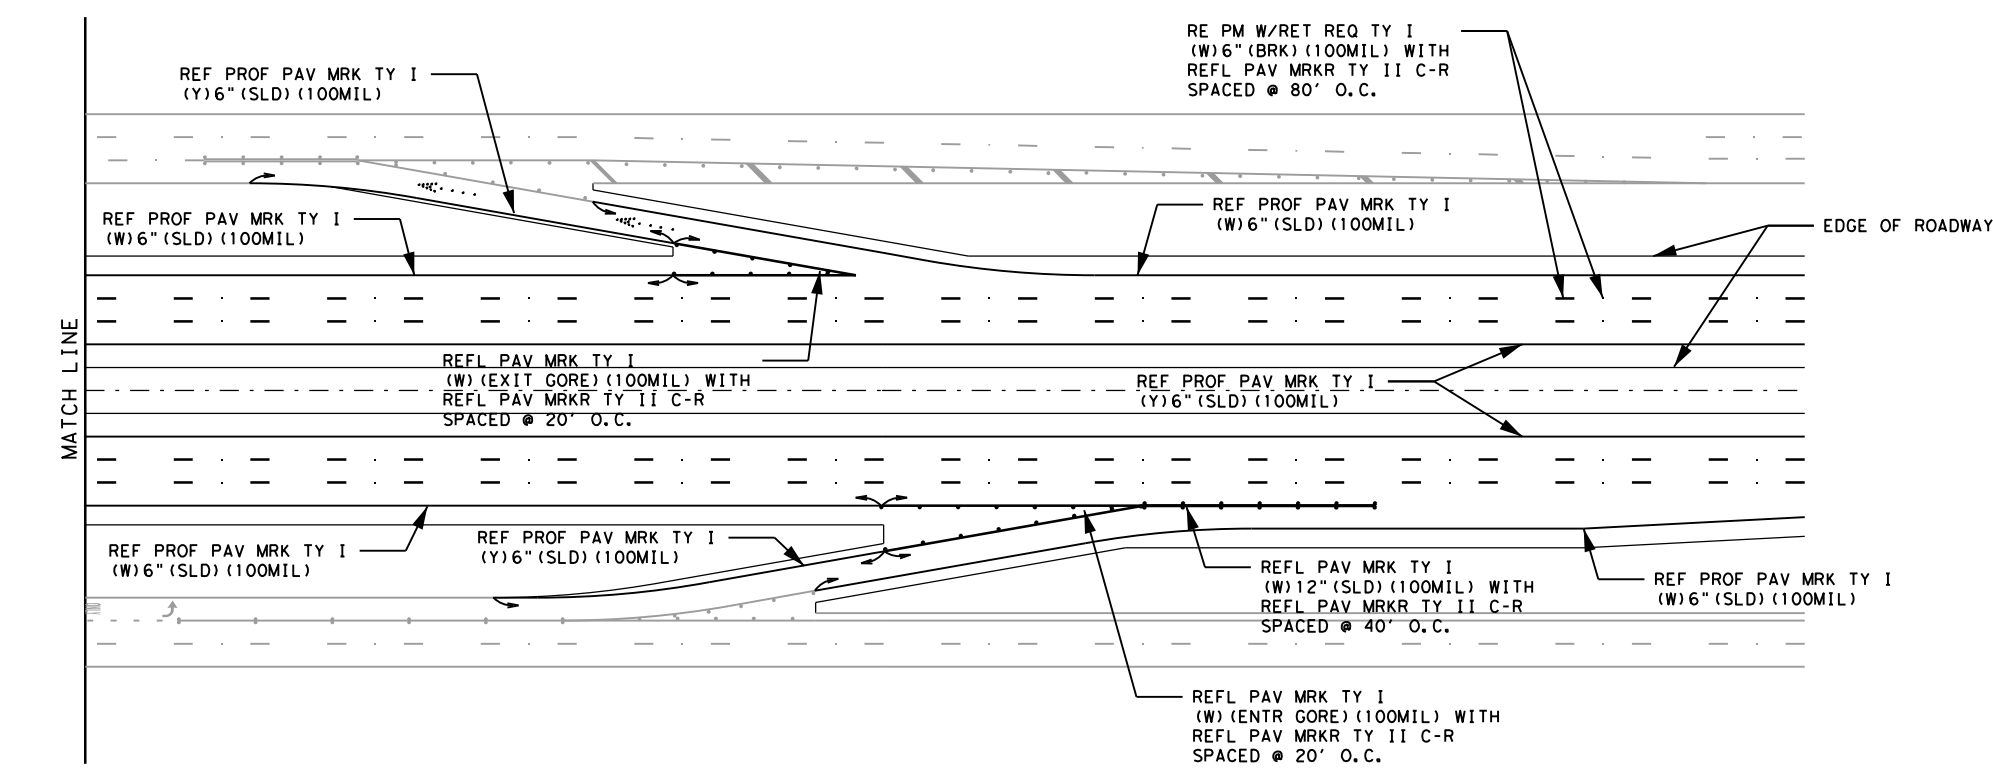 RE PM W/RET REQ TY I
(W)6"(BRK)(100MIL) WITH
REFL PAV MRKR TY II C-R
SPACED @ 80' O.C.
REF PROF PAV MRK TY I
(Y)6"(SLD)(100MIL)
REF PROF PAV MRK TY I
(W)6"(SLD)(100MIL)
REF PROF PAV MRK TY I
(W)6"(SLD)(100MIL)
EDGE OF ROADWAY
MATCH LINE
REFL PAV MRK TY I
(W)(EXIT GORE)(100MIL) WITH
REFL PAV MRKR TY II C-R
SPACED @ 20' O.C.
REF PROF PAV MRK TY I
(Y)6"(SLD)(100MIL)
REF PROF PAV MRK TY I
(W)6"(SLD)(100MIL)
REF PROF PAV MRK TY I
(Y)6"(SLD)(100MIL)
REFL PAV MRK TY I
(W)12"(SLD)(100MIL) WITH
REFL PAV MRKR TY II C-R
SPACED @ 40' O.C.
REF PROF PAV MRK TY I
(W)6"(SLD)(100MIL)
REFL PAV MRK TY I
(W)(ENTR GORE)(100MIL) WITH
REFL PAV MRKR TY II C-R
SPACED @ 20' O.C.